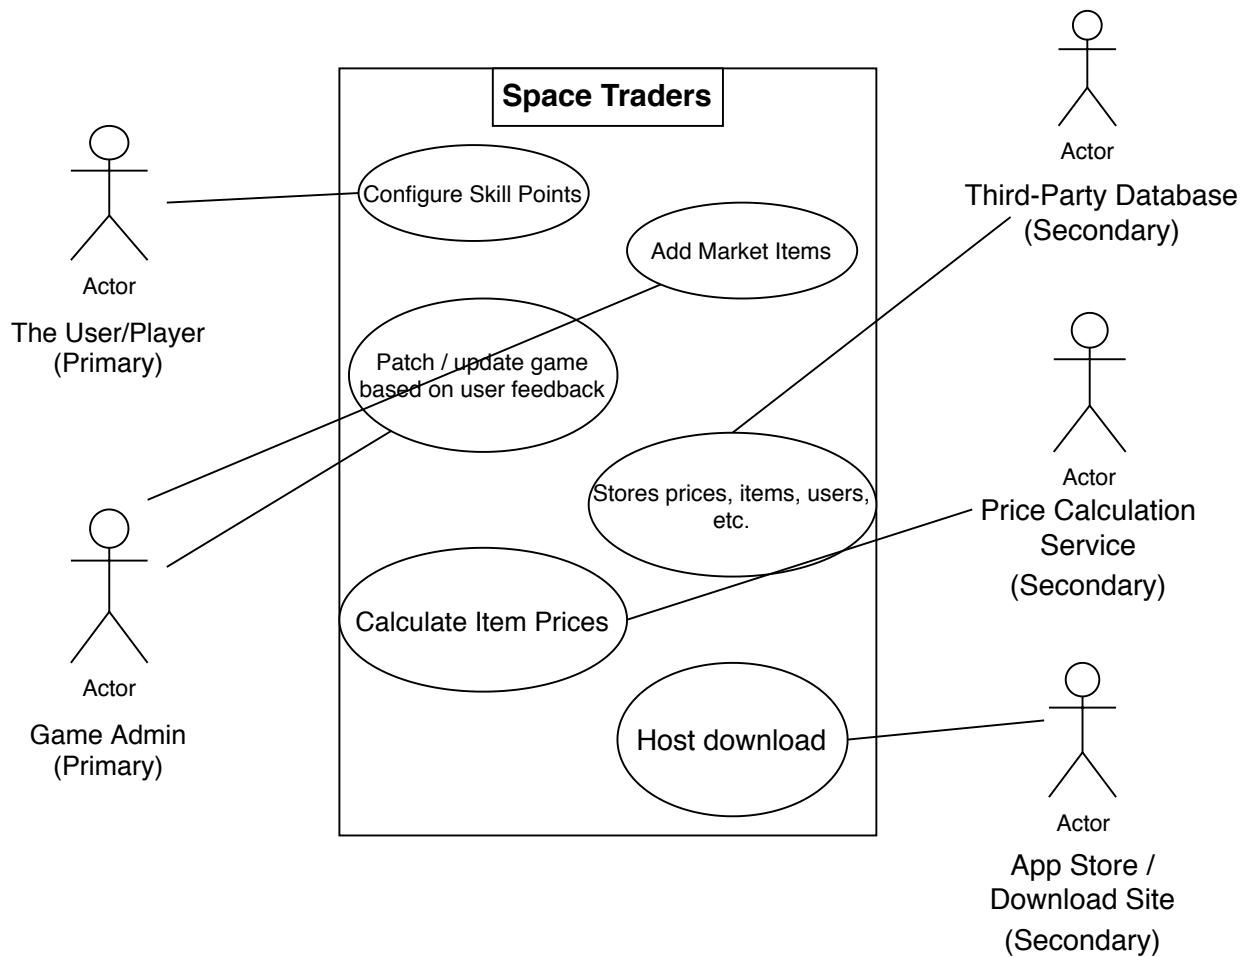 Space Traders
Actor
Third-Party Database
(Secondary)
Configure Skill Points
Add Market Items
Actor
The User/Player
(Primary)
Patch / update game
based on user feedback
Actor
Price Calculation
Service
(Secondary)
Stores prices, items, users,
etc.
Calculate Item Prices
Actor
Game Admin
(Primary)
Host download
Actor
App Store /
Download Site
(Secondary)